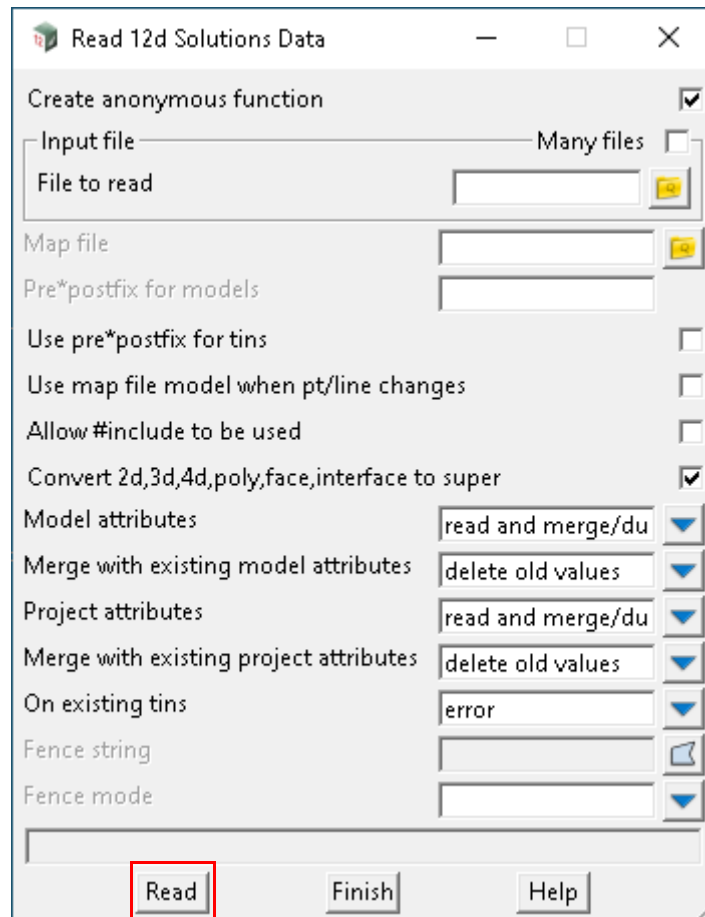 Read 12d Solutions Data
Create anonymous function
Input file Many files
File to read
Map file
Pre*postfix for models
Use pre*postfix for tins
Use map file model when pt/line changes
Allow #include to be used
Convert 2d,3d,4d,poly,face,interface to super
Model attributes read and merge/du
Merge with existing model attributes delete old values
Project attributes read and merge/du
Merge with existing project attributes delete old values
On existing tins error
Fence string
Fence mode
Read Finish Help